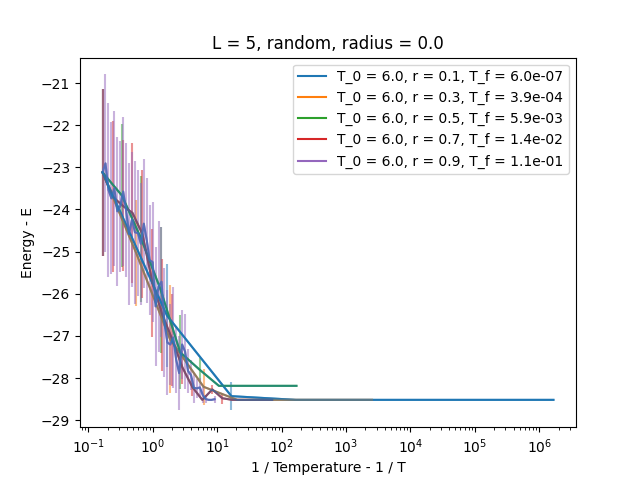 L = 5, random, radius = 0.0
T_0 = 6.0, r = 0.1, T_f = 6.0e-07
T_0 = 6.0, r = 0.3, T_f = 3.9e-04
T_0 = 6.0, r = 0.5, T_f = 5.9e-03
T_0 = 6.0, r = 0.7, T_f = 1.4e-02
T_0 = 6.0, r = 0.9, T_f = 1.1e-01
Energy - E
−21
−22
−23
−24
−25
−26
−27
−28
−29
10⁻¹ 10⁰ 10¹ 10² 10³ 10⁴ 10⁵ 10⁶
1 / Temperature - 1 / T